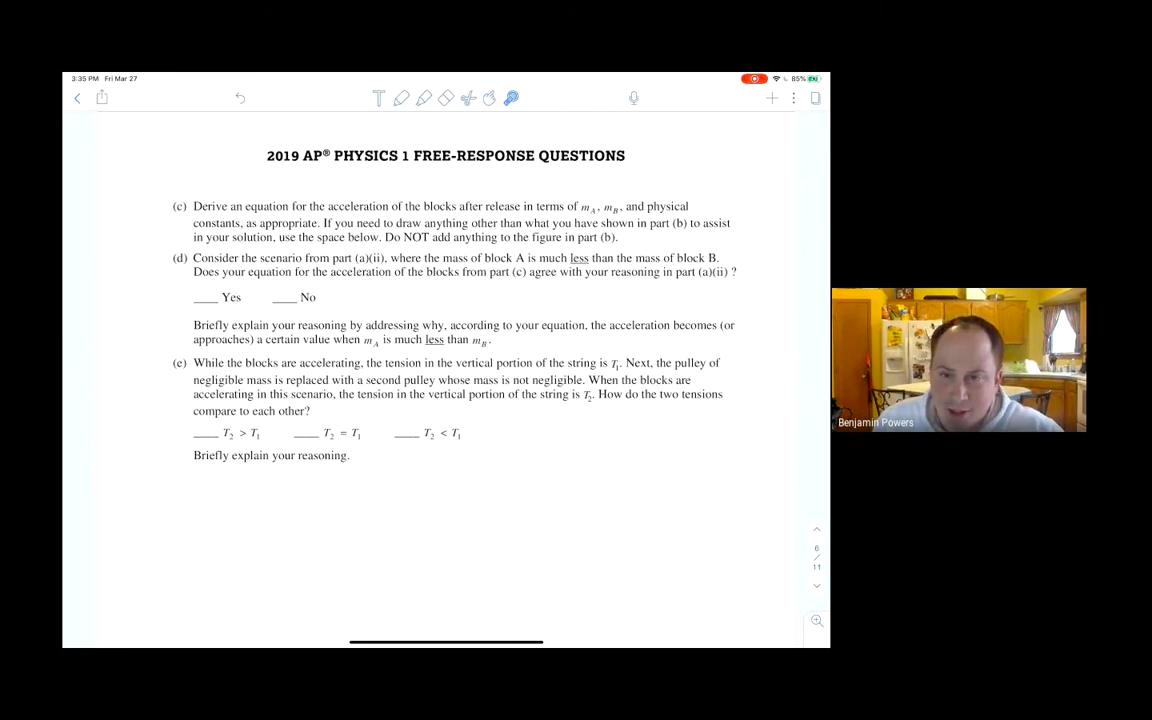 3:35 PM Fri Mar 27
85%
2019 AP® PHYSICS 1 FREE-RESPONSE QUESTIONS
(c) Derive an equation for the acceleration of the blocks after release in terms of m_A, m_B, and physical
constants, as appropriate. If you need to draw anything other than what you have shown in part (b) to assist
in your solution, use the space below. Do NOT add anything to the figure in part (b).
(d) Consider the scenario from part (a)(ii), where the mass of block A is much less than the mass of block B.
Does your equation for the acceleration of the blocks from part (c) agree with your reasoning in part (a)(ii) ?
____ Yes ____ No
Briefly explain your reasoning by addressing why, according to your equation, the acceleration becomes (or
approaches) a certain value when m_A is much less than m_B.
(e) While the blocks are accelerating, the tension in the vertical portion of the string is T₁. Next, the pulley of
negligible mass is replaced with a second pulley whose mass is not negligible. When the blocks are
accelerating in this scenario, the tension in the vertical portion of the string is T₂. How do the two tensions
compare to each other?
____ T₂ > T₁ ____ T₂ = T₁ ____ T₂ < T₁
Briefly explain your reasoning.
6
/
11
Benjamin Powers